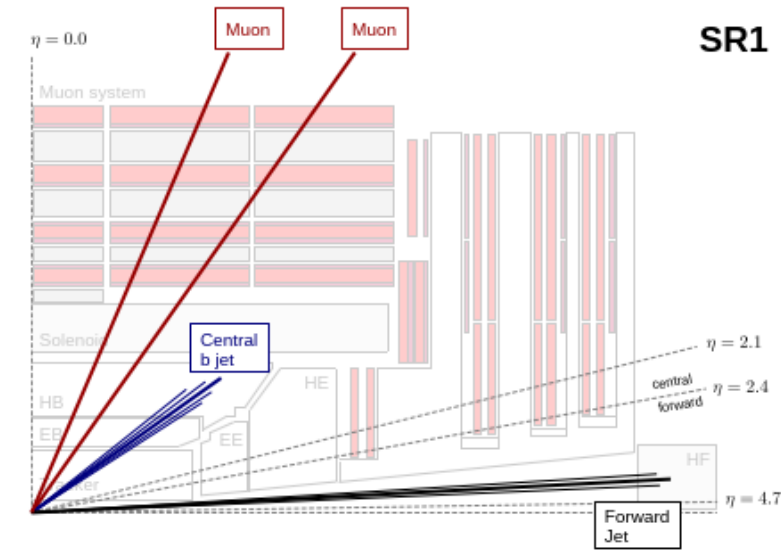 η = 0.0
Muon
Muon
SR1
Muon system
Solenoid
Central
b jet
η = 2.1
central
HE
η = 2.4
forward
HB
EB
EE
HF
η = 4.7
Forward
Jet